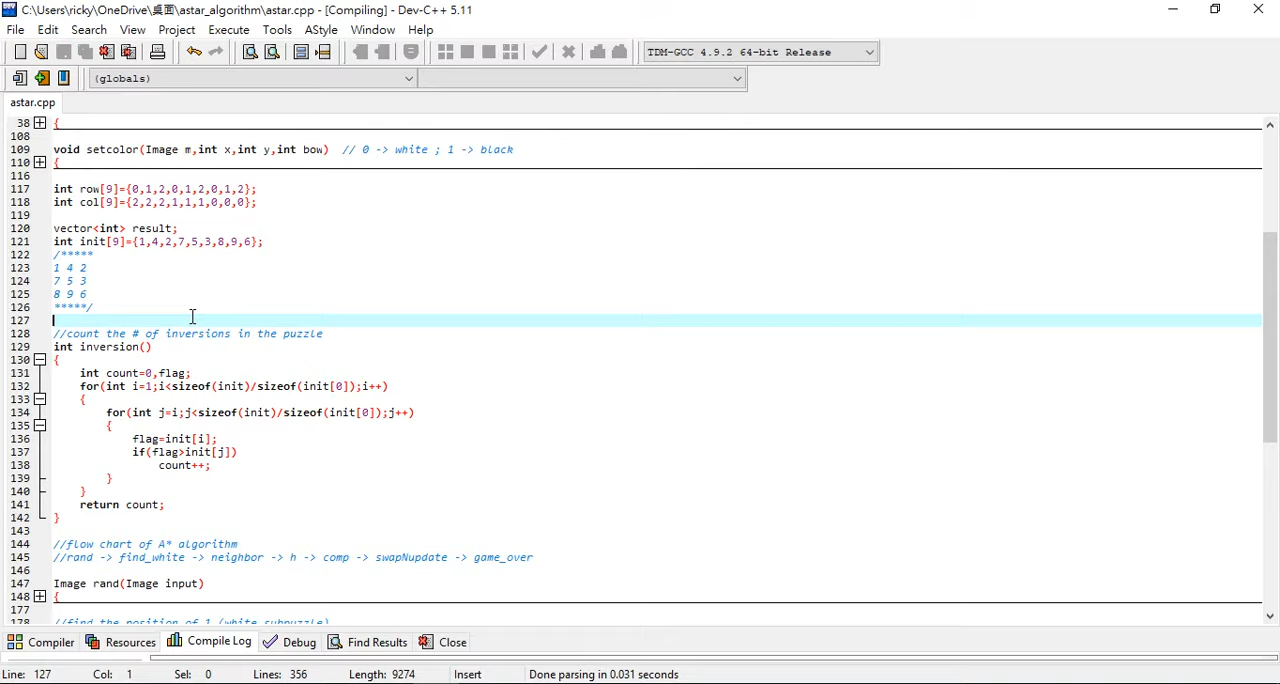 C:\Users\ricky\OneDrive\桌面\astar_algorithm\astar.cpp - [Compiling] - Dev-C++ 5.11
File Edit Search View Project Execute Tools AStyle Window Help
TDM-GCC 4.9.2 64-bit Release
(globals)
astar.cpp
38 {
108
109 void setcolor(Image m,int x,int y,int bow) // 0 -> white ; 1 -> black
110 {
116
117 int row[9]={0,1,2,0,1,2,0,1,2};
118 int col[9]={2,2,2,1,1,1,0,0,0};
119
120 vector<int> result;
121 int init[9]={1,4,2,7,5,3,8,9,6};
122 /*****
123 1 4 2
124 7 5 3
125 8 9 6
126 *****/
127
128 //count the # of inversions in the puzzle
129 int inversion()
130 {
131 int count=0,flag;
132 for(int i=1;i<sizeof(init)/sizeof(init[0]);i++)
133 {
134 for(int j=i;j<sizeof(init)/sizeof(init[0]);j++)
135 {
136 flag=init[i];
137 if(flag>init[j])
138 count++;
139 }
140 }
141 return count;
142 }
143
144 //flow chart of A* algorithm
145 //rand -> find_white -> neighbor -> h -> comp -> swapNupdate -> game_over
146
147 Image rand(Image input)
148 {
177
178 //find the position of 1 (white subpuzzle)
Compiler Resources Compile Log Debug Find Results Close
Line: 127 Col: 1 Sel: 0 Lines: 356 Length: 9274 Insert Done parsing in 0.031 seconds